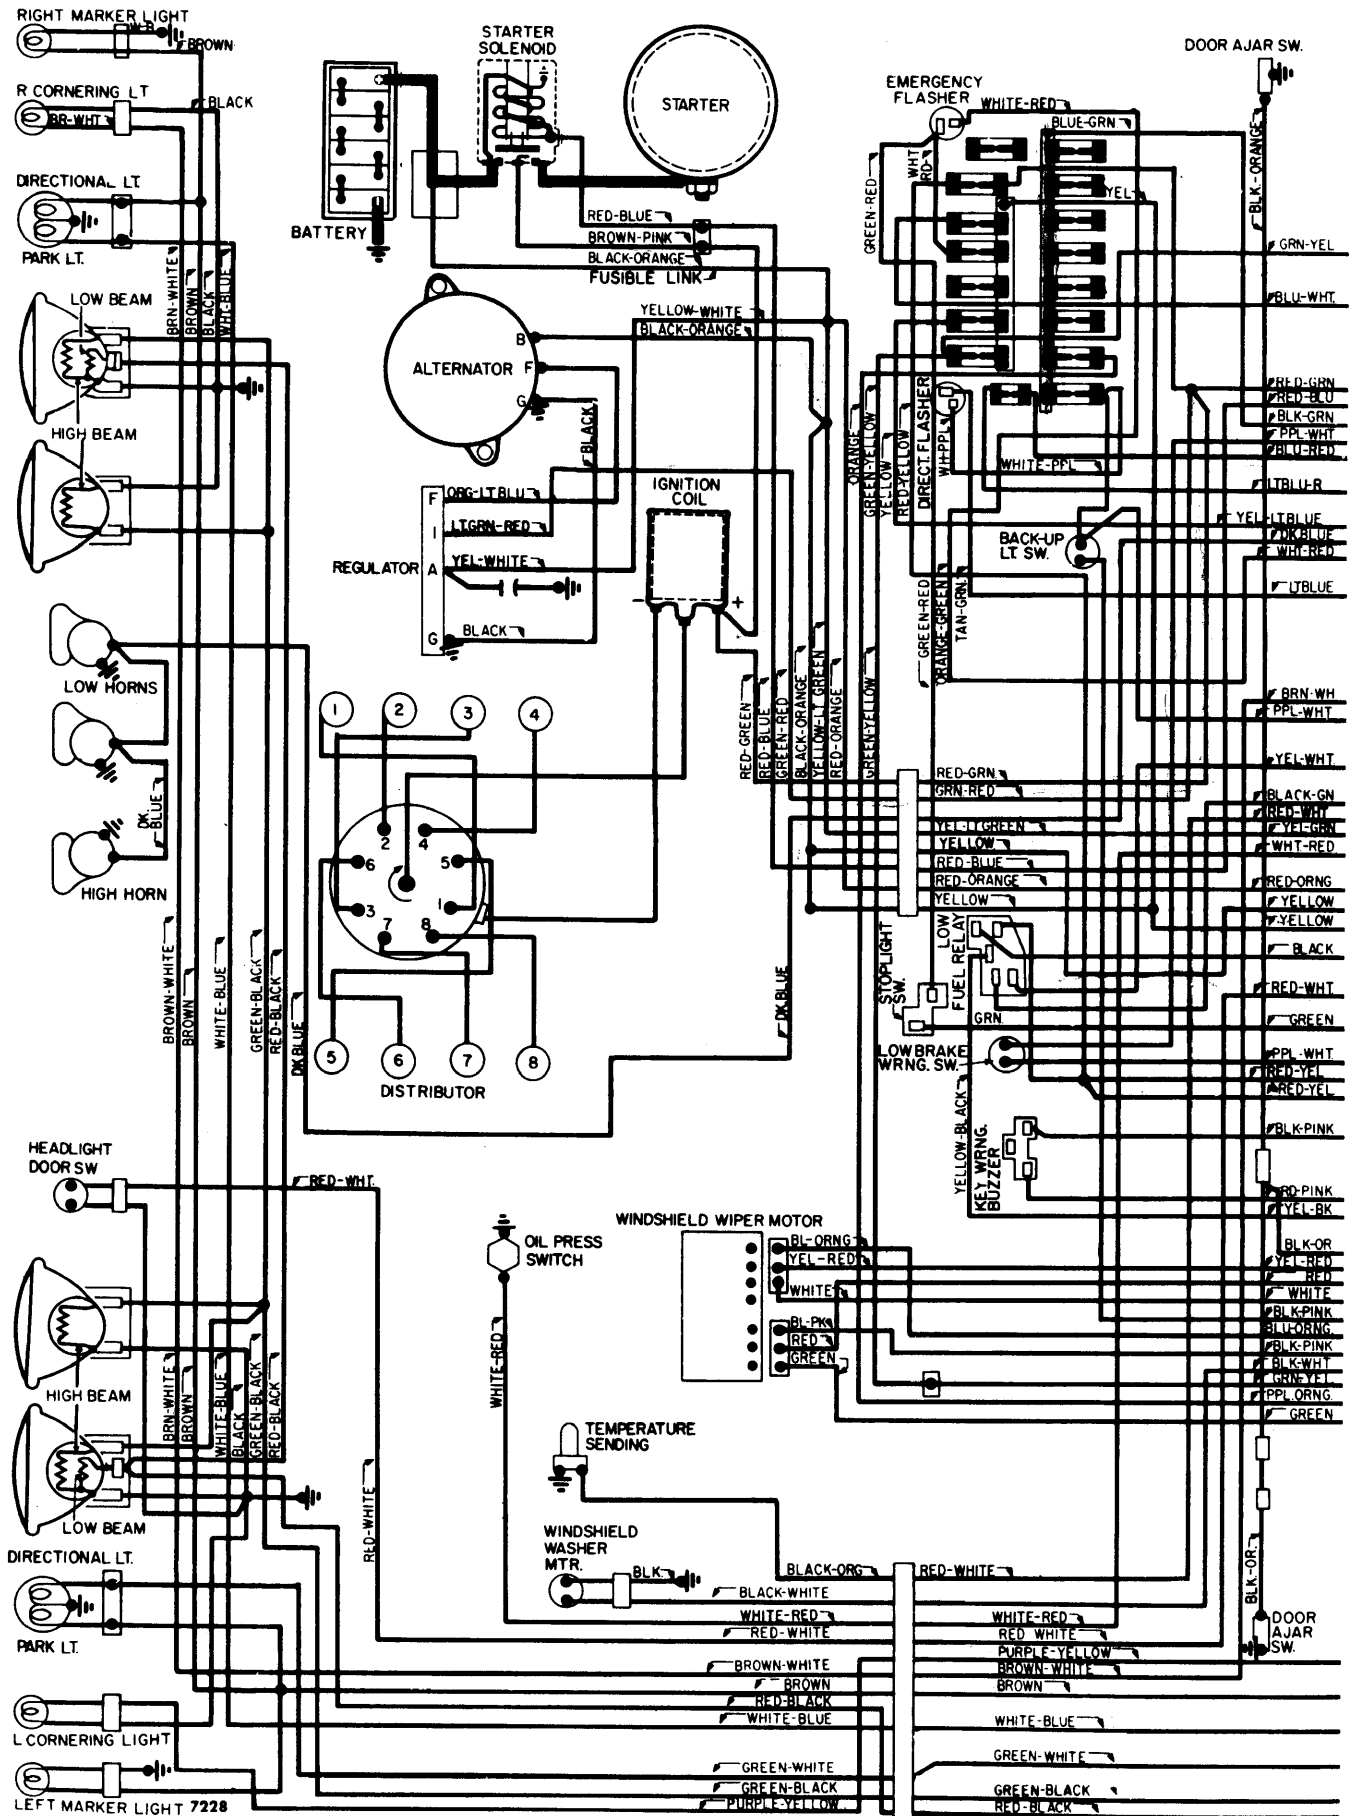 RIGHT MARKER LIGHT
W-B
BROWN
R CORNERING LT
BR-WHT
BLACK
DIRECTIONAL LT.
PARK LT.
BRN-WHITE
BROWN
BLACK
WHT-BLUE
LOW BEAM
HIGH BEAM
LOW HORNS
DK. BLUE
HIGH HORN
BATTERY
STARTER
SOLENOID
STARTER
RED-BLUE
BROWN-PINK
BLACK-ORANGE
FUSIBLE LINK
YELLOW-WHITE
BLACK-ORANGE
ALTERNATOR
B
F
G
BLACK
REGULATOR
F
I
A
G
ORG-LT BLU
LT.GRN-RED
YEL-WHITE
BLACK
IGNITION
COIL
-
+
1
2
3
4
2
4
6
5
3
1
7
8
5
6
7
8
DISTRIBUTOR
BROWN-WHITE
BROWN
WHITE-BLUE
GREEN-BLACK
RED-BLACK
DK BLUE
DK BLUE
RED-GREEN
RED-BLUE
GREEN-RED
BLACK-ORANGE
YELLOW-LT GREEN
RED-ORANGE
GREEN-YELLOW
EMERGENCY
FLASHER
WHITE-RED
BLUE-GRN
WHT
RD
GREEN-RED
YEL
DOOR AJAR SW.
BLK-ORANGE
ORANGE
GREEN-YELLOW
YELLOW
RED-YELLOW
DIRECT. FLASHER
WH-PPL
WHITE-PPL
BACK-UP
LT. SW.
GREEN-RED
ORANGE-GREEN
TAN-GRN.
GRN-YEL
BLU-WHT.
RED-GRN
RED-BLU
BLK-GRN
PPL-WHT
BLU-RED
LTBLU-R
YEL-LTBLUE
DK.BLUE
WHT-RED
LTBLUE
BRN-WH
PPL-WHT
YEL-WHT.
BLACK-GN
RED-WHT
YEL-GRN
WHT-RED
RED-ORNG
YELLOW
YELLOW
BLACK
RED-WHT.
GREEN
PPL-WHT.
RED-YEL
RED-YEL
BLK-PINK
RD-PINK
YEL-BK
BLK-OR
YEL-RED
RED
WHITE
BLK-PINK
BLU-ORNG.
BLK-PINK
BLK-WHT
GRN-YEL
PPL.ORNG.
GREEN
RED-GRN.
GRN-RED
YEL-LTGREEN
YELLOW
RED-BLUE
RED-ORANGE
YELLOW
LOW
FUEL RELAY
STOPLIGHT
SW.
GRN.
LOW BRAKE
WRNG. SW.
YELLOW-BLACK
KEY WRNG.
BUZZER
HEADLIGHT
DOOR SW
RED-WHT.
OIL PRESS
SWITCH
WHITE-RED
WINDSHIELD WIPER MOTOR
BL-ORNG
YEL-RED
WHITE
BL-PK
RED
GREEN
HIGH BEAM
LOW BEAM
BRN-WHITE
BROWN
WHITE-BLUE
BLACK
GREEN-BLACK
RED-BLACK
RED-WHITE
TEMPERATURE
SENDING
WINDSHIELD
WASHER
MTR.
BLK.
BLACK-ORG
BLACK-WHITE
WHITE-RED
RED-WHITE
BROWN-WHITE
BROWN
RED-BLACK
WHITE-BLUE
GREEN-WHITE
GREEN-BLACK
PURPLE-YELLOW
RED-WHITE
WHITE-RED
RED WHITE
PURPLE-YELLOW
BROWN-WHITE
BROWN
WHITE-BLUE
GREEN-WHITE
GREEN-BLACK
RED-BLACK
BLK.-OR.
DOOR
AJAR
SW.
DIRECTIONAL LT.
PARK LT.
L CORNERING LIGHT
LEFT MARKER LIGHT 7228